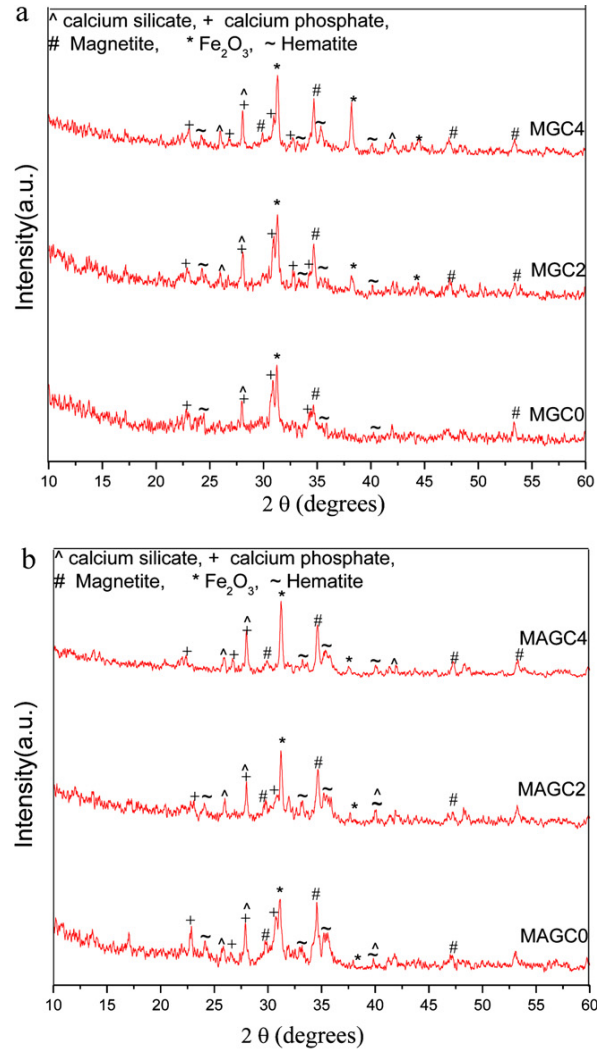 a
^ calcium silicate, + calcium phosphate,
# Magnetite, * Fe₂O₃, ~ Hematite
MGC4
MGC2
MGC0
Intensity(a.u.)
10 15 20 25 30 35 40 45 50 55 60
2 θ (degrees)
b
^ calcium silicate, + calcium phosphate,
# Magnetite, * Fe₂O₃, ~ Hematite
MAGC4
MAGC2
MAGC0
Intensity(a.u.)
10 15 20 25 30 35 40 45 50 55 60
2 θ (degrees)